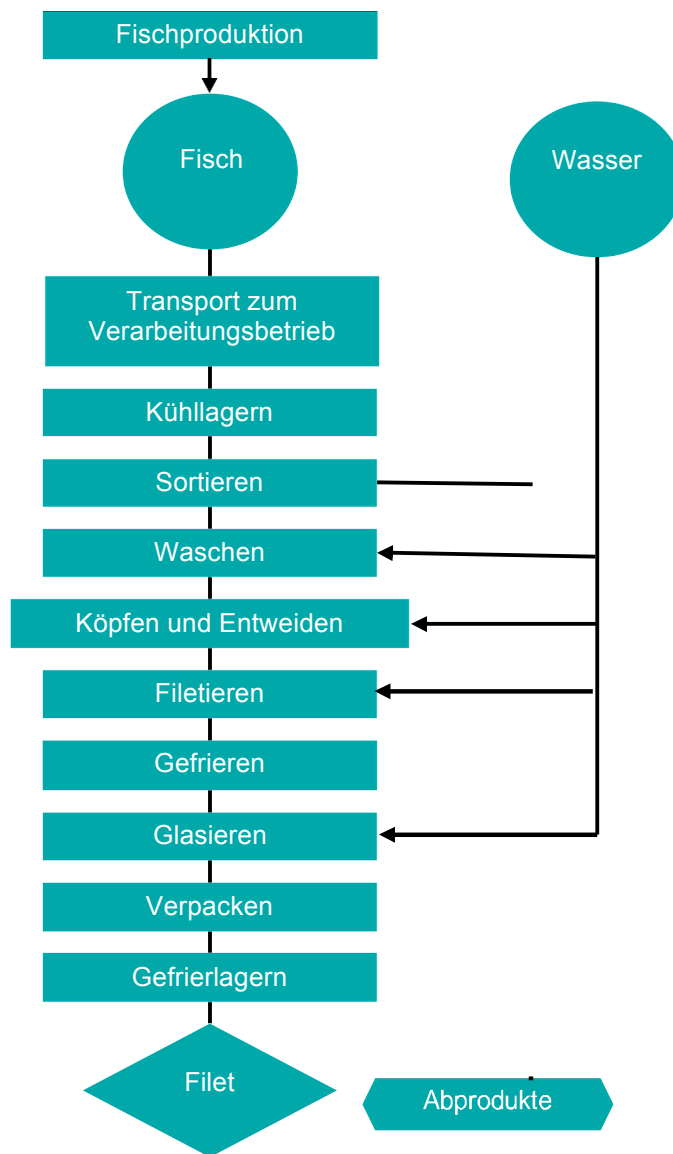 Fischproduktion
Fisch
Wasser
Transport zum
Verarbeitungsbetrieb
Kühllagern
Sortieren
Waschen
Köpfen und Entweiden
Filetieren
Gefrieren
Glasieren
Verpacken
Gefrierlagern
Filet
Abprodukte